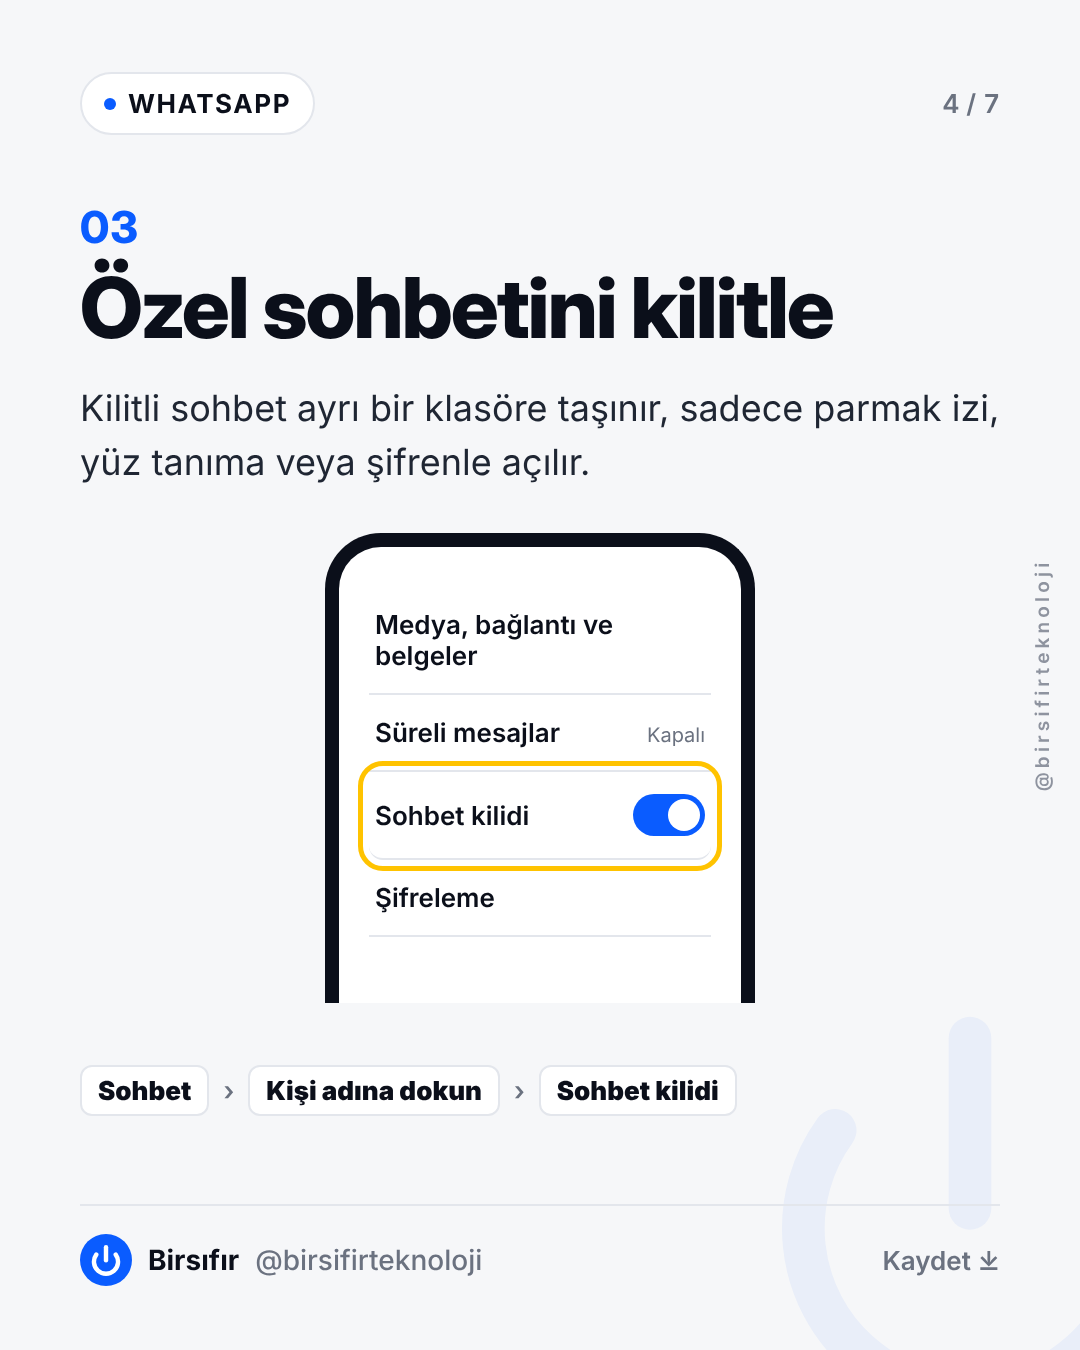 WHATSAPP
4 / 7
03
Özel sohbetini kilitle
Kilitli sohbet ayrı bir klasöre taşınır, sadece parmak izi,
yüz tanıma veya şifrenle açılır.
Medya, bağlantı ve
belgeler
Süreli mesajlar Kapalı
Sohbet kilidi
Şifreleme
@birsifirteknoloji
Sohbet › Kişi adına dokun › Sohbet kilidi
Birsıfır @birsifirteknoloji
Kaydet